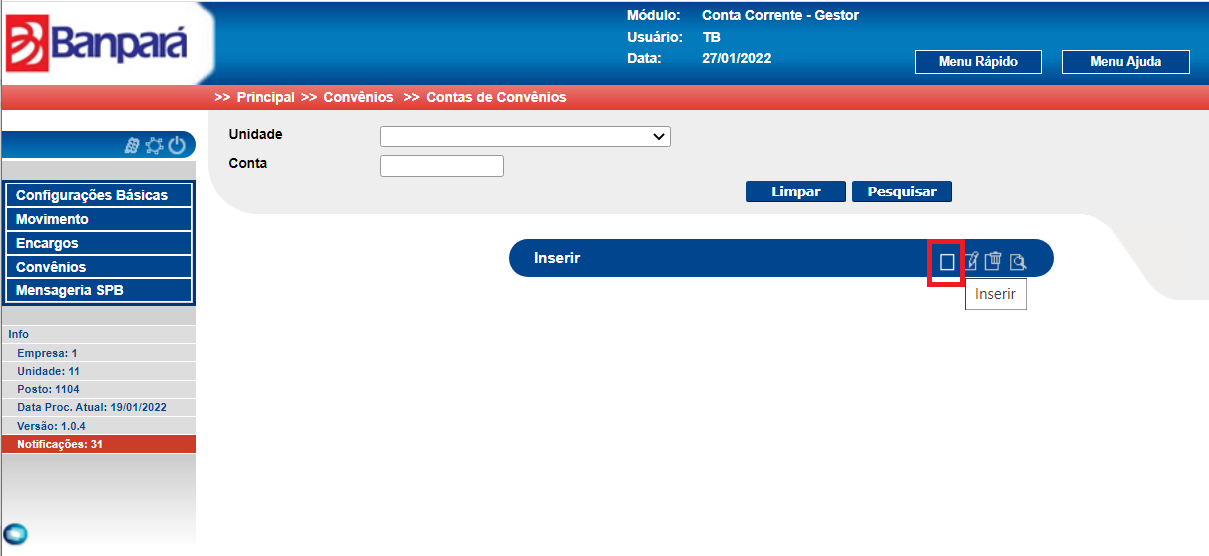 Banpará
Módulo: Conta Corrente - Gestor
Usuário: TB
Data: 27/01/2022
Menu Rápido
Menu Ajuda
>> Principal >> Convênios >> Contas de Convênios
Unidade
Conta
Limpar
Pesquisar
Configurações Básicas
Movimento
Encargos
Convênios
Mensageria SPB
Inserir
Inserir
Info
Empresa: 1
Unidade: 11
Posto: 1104
Data Proc. Atual: 19/01/2022
Versão: 1.0.4
Notificações: 31